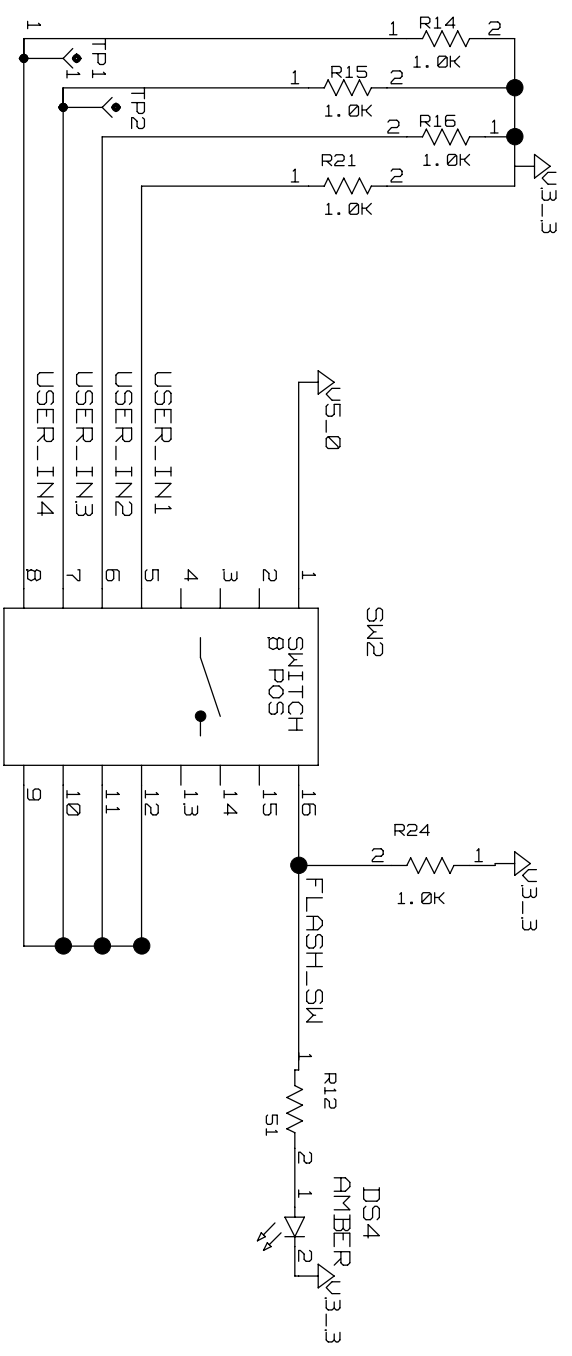 1
TP1
1
TP2
1
R14
2
1.0K
1
R15
2
1.0K
2
R16
1
1.0K
1
R21
2
1.0K
V3_3
V5_0
USER_IN4
USER_IN3
USER_IN2
USER_IN1
8
7
6
5
4
3
2
1
SW2
SWITCH
8 POS
9
10
11
12
13
14
15
16
R24
2
1
1.0K
V3_3
FLASH_SW
1
R12
51
2
1
DS4
AMBER
2
V3_3